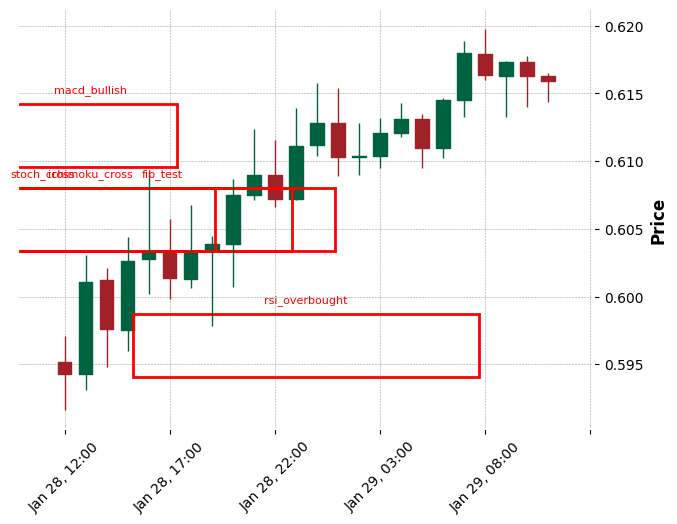 0.620
macd_bullish
0.615
0.610
stoch_cross
ichimoku_cross
fib_test
0.605
Price
0.600
rsi_overbought
0.595
Jan 28, 12:00
Jan 28, 17:00
Jan 28, 22:00
Jan 29, 03:00
Jan 29, 08:00